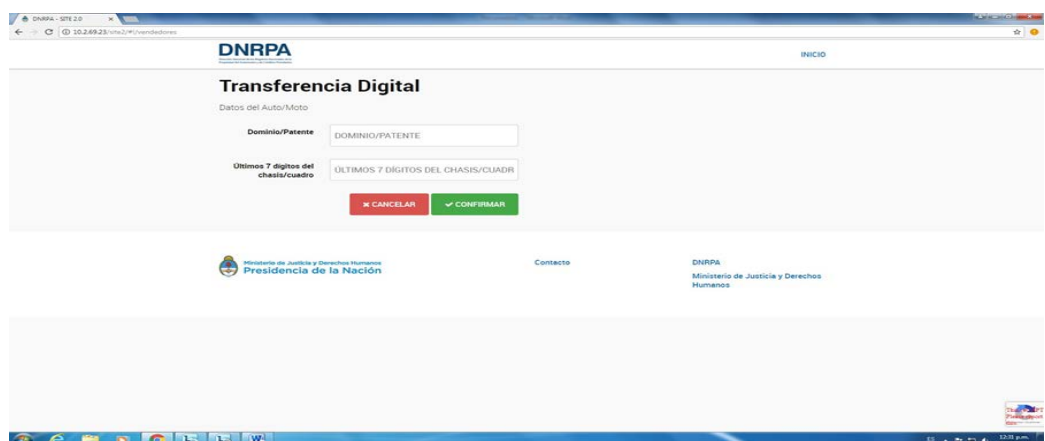 DNRPA - SITE 2.0
10.2.69.23/site2/#!/vendedores
DNRPA
INICIO
Transferencia Digital
Datos del Auto/Moto
Dominio/Patente
DOMINIO/PATENTE
Últimos 7 dígitos del
chasis/cuadro
ÚLTIMOS 7 DÍGITOS DEL CHASIS/CUADR
CANCELAR
CONFIRMAR
Ministerio de Justicia y Derechos Humanos
Presidencia de la Nación
Contacto
DNRPA
Ministerio de Justicia y Derechos
Humanos
12:01 p.m.